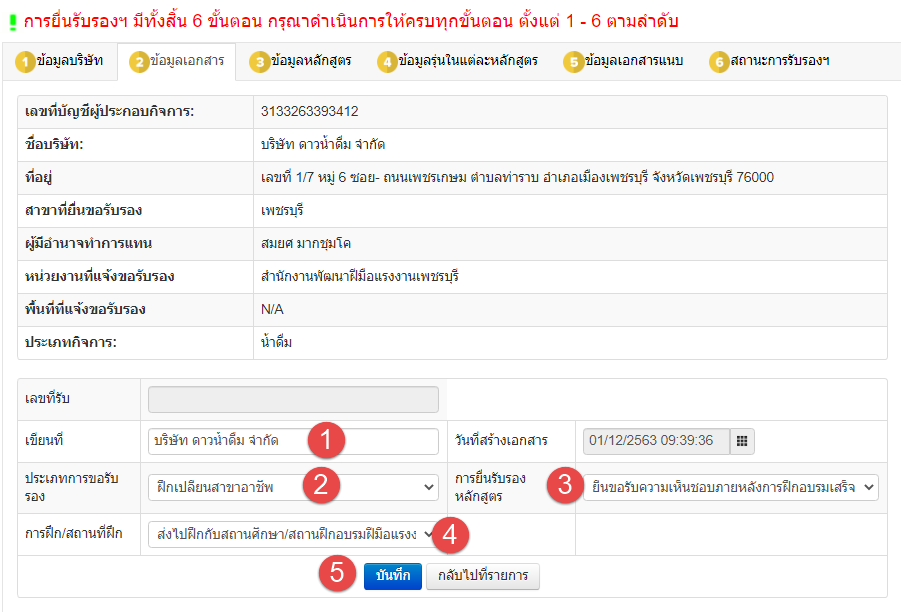 ! การยื่นรับรองฯ มีทั้งสิ้น 6 ขั้นตอน กรุณาดำเนินการให้ครบทุกขั้นตอน ตั้งแต่ 1 - 6 ตามลำดับ
1 ข้อมูลบริษัท 2 ข้อมูลเอกสาร 3 ข้อมูลหลักสูตร 4 ข้อมูลรุ่นในแต่ละหลักสูตร 5 ข้อมูลเอกสารแนบ 6 สถานะการรับรองฯ
เลขที่บัญชีผู้ประกอบกิจการ: 3133263393412
ชื่อบริษัท: บริษัท ดาวน้ำดื่ม จำกัด
ที่อยู่ เลขที่ 1/7 หมู่ 6 ซอย- ถนนเพชรเกษม ตำบลท่าราบ อำเภอเมืองเพชรบุรี จังหวัดเพชรบุรี 76000
สาขาที่ยื่นขอรับรอง เพชรบุรี
ผู้มีอำนาจทำการแทน สมยศ มากชุมโค
หน่วยงานที่แจ้งขอรับรอง สำนักงานพัฒนาฝีมือแรงงานเพชรบุรี
พื้นที่ที่แจ้งขอรับรอง N/A
ประเภทกิจการ: น้ำดื่ม
เลขที่รับ
เขียนที่ บริษัท ดาวน้ำดื่ม จำกัด 1 วันที่สร้างเอกสาร 01/12/2563 09:39:36
ประเภทการขอรับ
รอง ฝึกเปลี่ยนสาขาอาชีพ 2 การยื่นรับรอง
หลักสูตร 3 ยื่นขอรับความเห็นชอบภายหลังการฝึกอบรมเสร็จ
การฝึก/สถานที่ฝึก ส่งไปฝึกกับสถานศึกษา/สถานฝึกอบรมฝีมือแรงง 4
5 บันทึก กลับไปที่รายการ